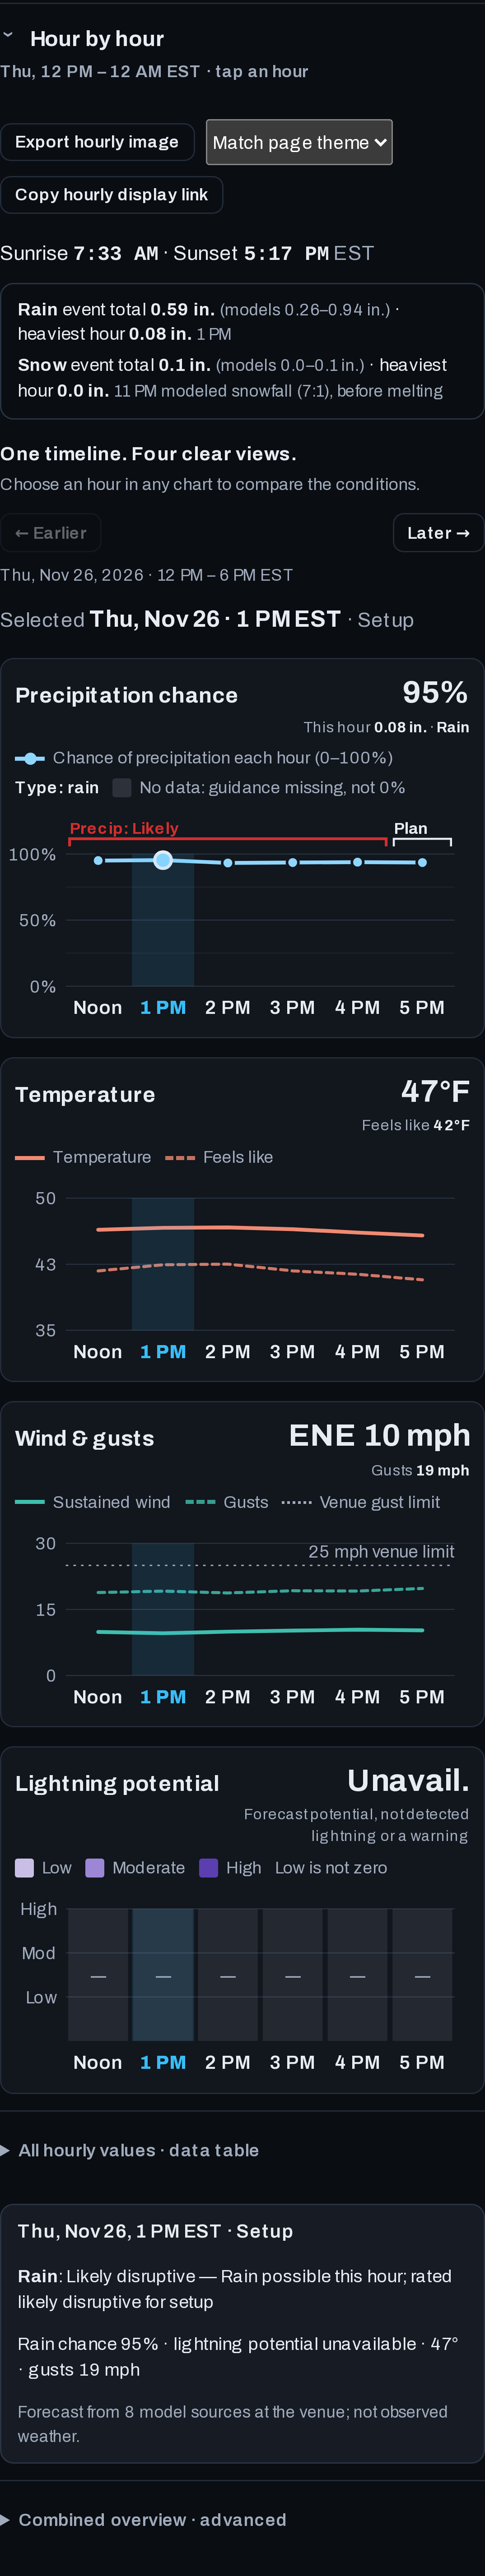 Hour by hour
Thu, 12 PM – 12 AM EST · tap an hour
Export hourly image
Match page theme
Copy hourly display link
Sunrise 7:33 AM · Sunset 5:17 PM EST
Rain event total 0.59 in. (models 0.26–0.94 in.) ·
heaviest hour 0.08 in. 1 PM
Snow event total 0.1 in. (models 0.0–0.1 in.) · heaviest
hour 0.0 in. 11 PM modeled snowfall (7:1), before melting
One timeline. Four clear views.
Choose an hour in any chart to compare the conditions.
← Earlier
Later →
Thu, Nov 26, 2026 · 12 PM – 6 PM EST
Selected Thu, Nov 26 · 1 PM EST · Setup
Precipitation chance
95%
This hour 0.08 in. · Rain
Chance of precipitation each hour (0–100%)
Type: rain No data: guidance missing, not 0%
Precip: Likely
Plan
100%
50%
0%
Noon 1 PM 2 PM 3 PM 4 PM 5 PM
Temperature
47°F
Feels like 42°F
Temperature Feels like
50
43
35
Noon 1 PM 2 PM 3 PM 4 PM 5 PM
Wind & gusts
ENE 10 mph
Gusts 19 mph
Sustained wind Gusts Venue gust limit
30
25 mph venue limit
15
0
Noon 1 PM 2 PM 3 PM 4 PM 5 PM
Lightning potential
Unavail.
Forecast potential, not detected
lightning or a warning
Low Moderate High Low is not zero
High
Mod
— — — — — —
Low
Noon 1 PM 2 PM 3 PM 4 PM 5 PM
All hourly values · data table
Thu, Nov 26, 1 PM EST · Setup
Rain: Likely disruptive — Rain possible this hour; rated
likely disruptive for setup
Rain chance 95% · lightning potential unavailable · 47°
· gusts 19 mph
Forecast from 8 model sources at the venue; not observed
weather.
Combined overview · advanced